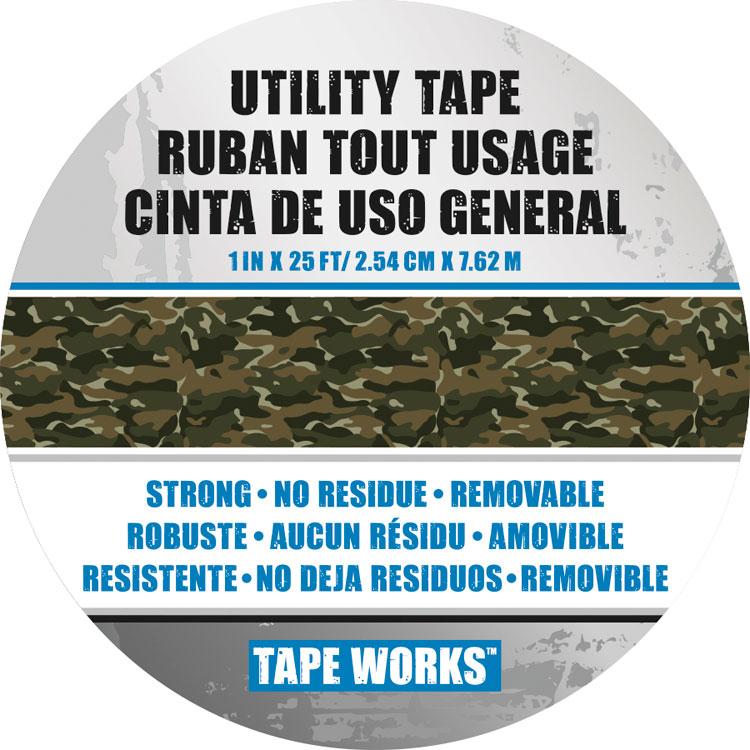 UTILITY TAPE
RUBAN TOUT USAGE
CINTA DE USO GENERAL
1 IN X 25 FT/ 2.54 CM X 7.62 M
STRONG • NO RESIDUE • REMOVABLE
ROBUSTE • AUCUN RÉSIDU • AMOVIBLE
RESISTENTE • NO DEJA RESIDUOS • REMOVIBLE
TAPE WORKS™